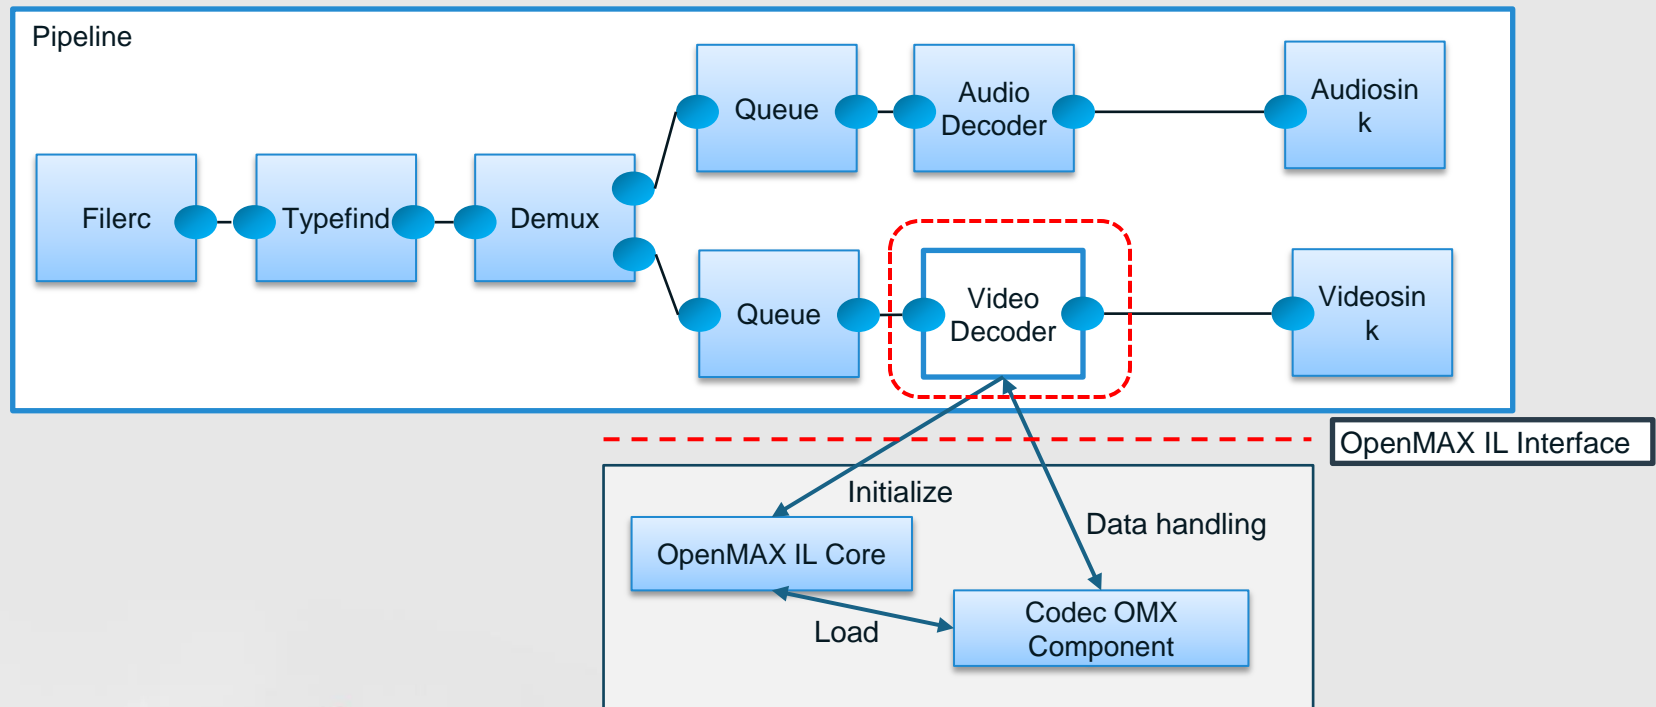 Pipeline
Filerc
Typefind
Demux
Queue
Audio
Decoder
Audiosin
k
Queue
Video
Decoder
Videosin
k
OpenMAX IL Interface
Initialize
Data handling
OpenMAX IL Core
Load
Codec OMX
Component